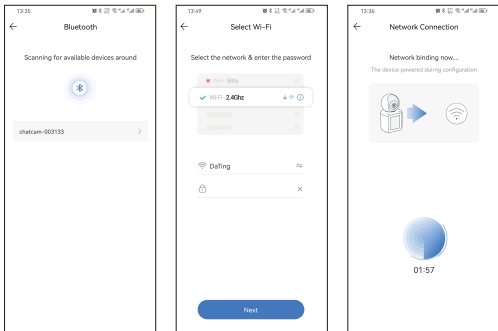 13:35
Bluetooth
Scanning for available devices around
chatcam-003133
13:49
Select Wi-Fi
Select the network & enter the password
Wi-Fi 2.4Ghz
DaTing
Next
13:36
Network Connection
Network binding now...
The device powered during configuration
01:57